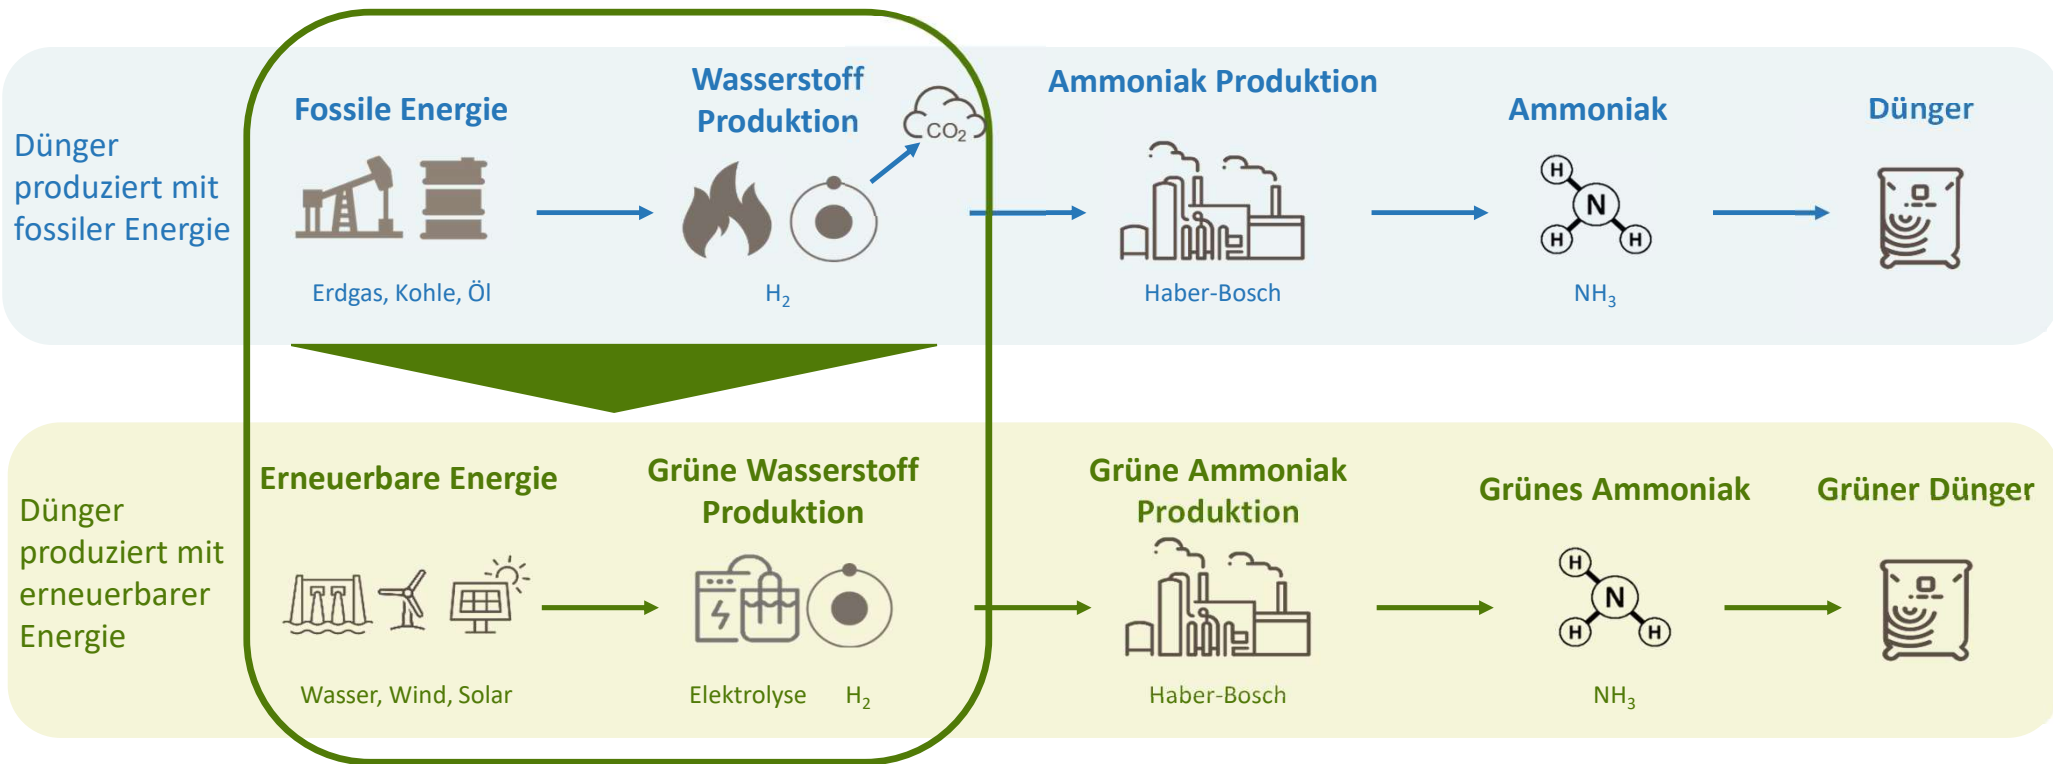 Dünger
produziert mit
fossiler Energie
Fossile Energie
Erdgas, Kohle, Öl
Wasserstoff
Produktion
CO₂
H₂
Ammoniak Produktion
Haber-Bosch
Ammoniak
H
N
H
H
NH₃
Dünger
Dünger
produziert mit
erneuerbarer
Energie
Erneuerbare Energie
Wasser, Wind, Solar
Grüne Wasserstoff
Produktion
Elektrolyse H₂
Grüne Ammoniak
Produktion
Haber-Bosch
Grünes Ammoniak
H
N
H
H
NH₃
Grüner Dünger